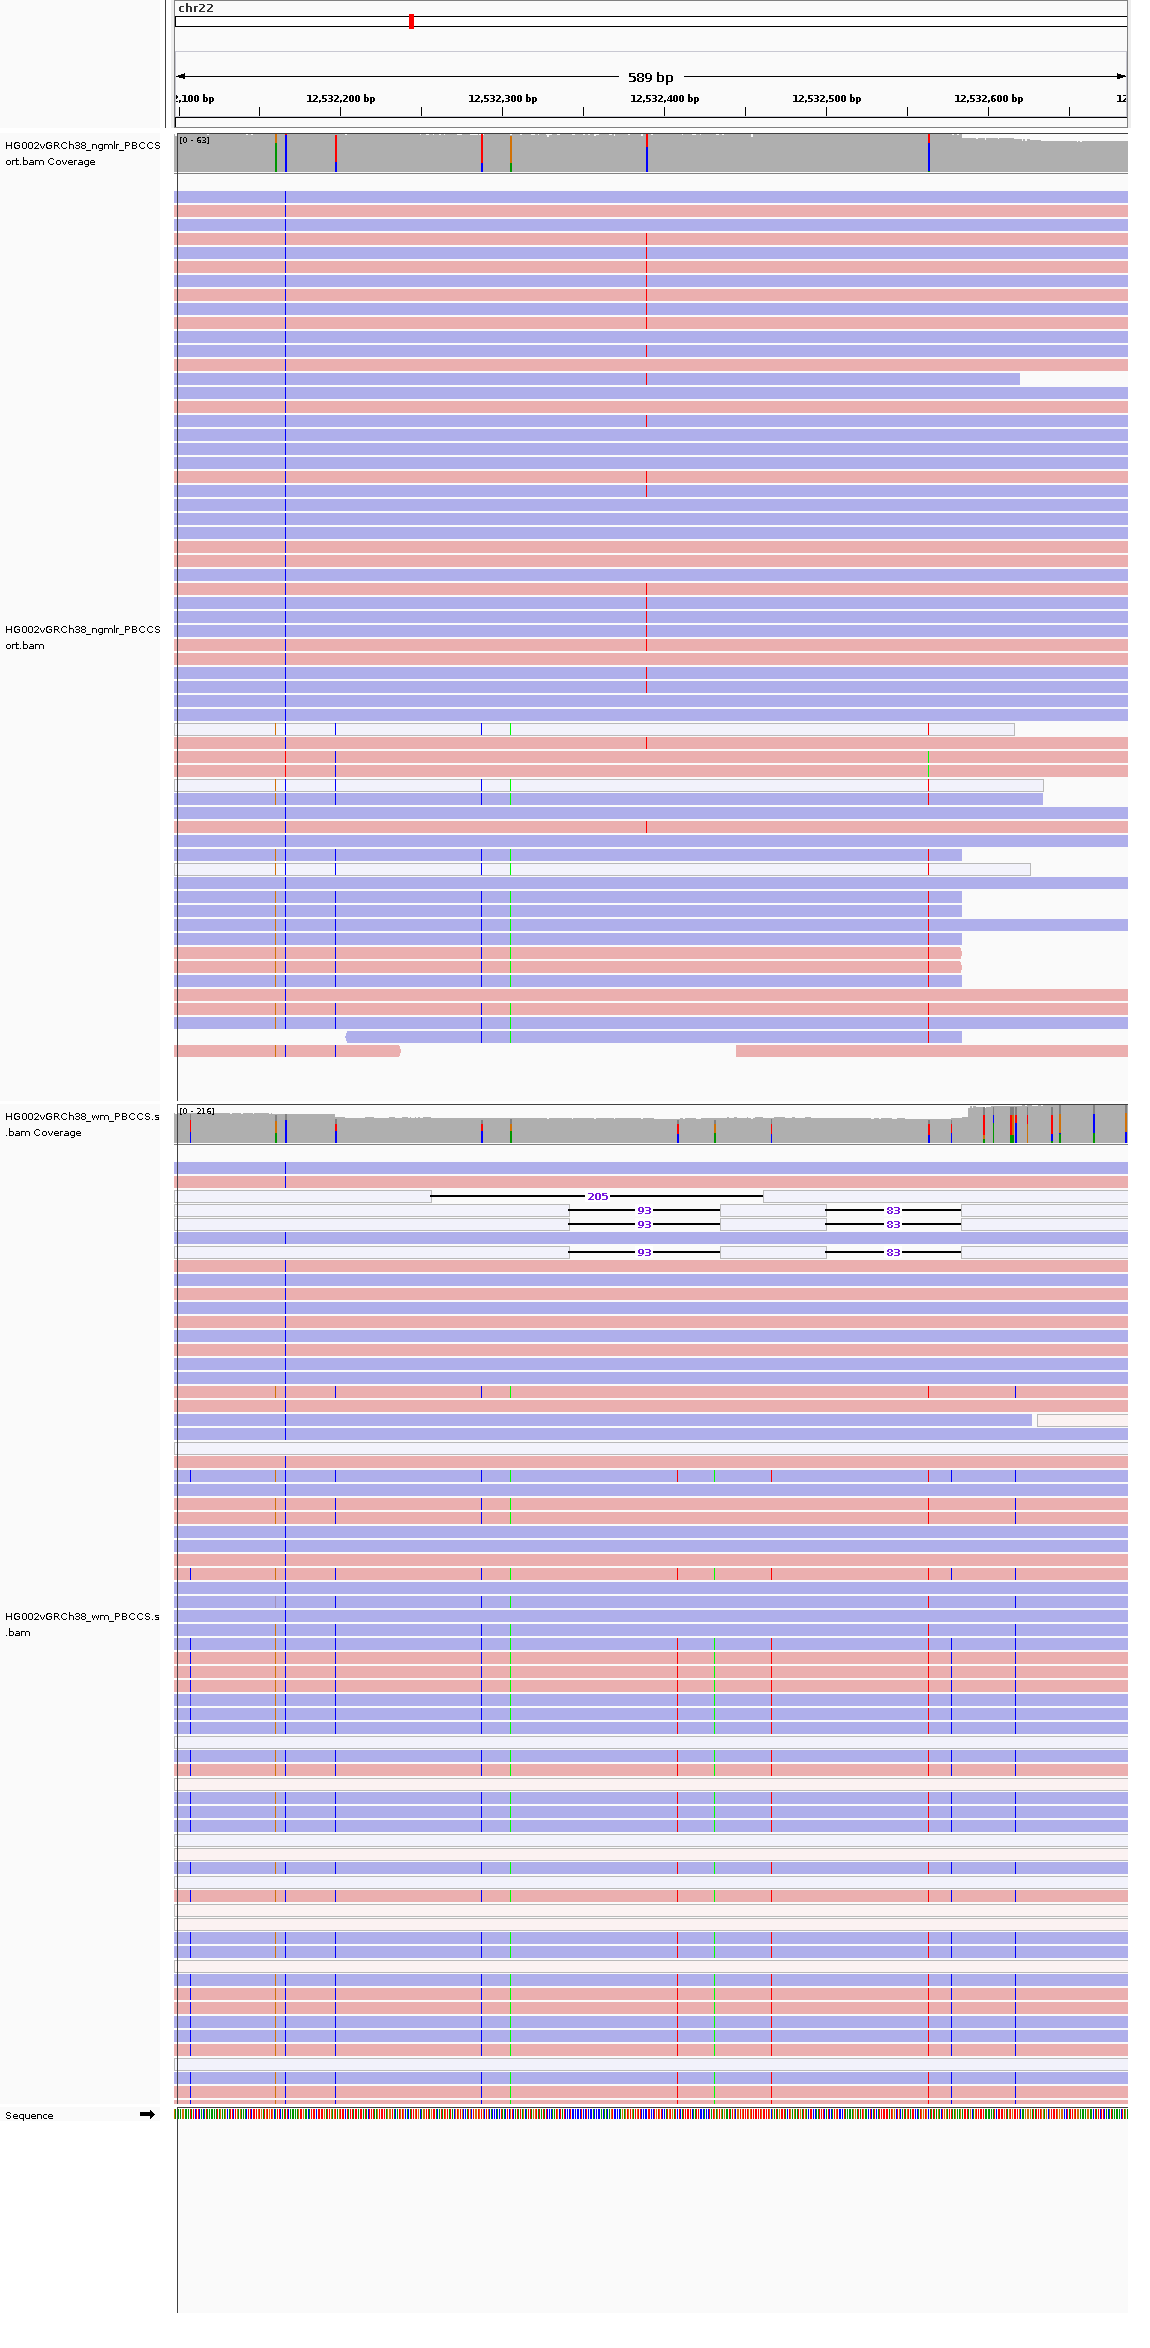 chr22
589 bp
2,100 bp 12,532,200 bp 12,532,300 bp 12,532,400 bp 12,532,500 bp 12,532,600 bp 12
[0 - 63]
HG002vGRCh38_ngmlr_PBCCS
ort.bam Coverage
HG002vGRCh38_ngmlr_PBCCS
ort.bam
[0 - 216]
HG002vGRCh38_wm_PBCCS.s
.bam Coverage
205
93 83
93 83
93 83
HG002vGRCh38_wm_PBCCS.s
.bam
Sequence